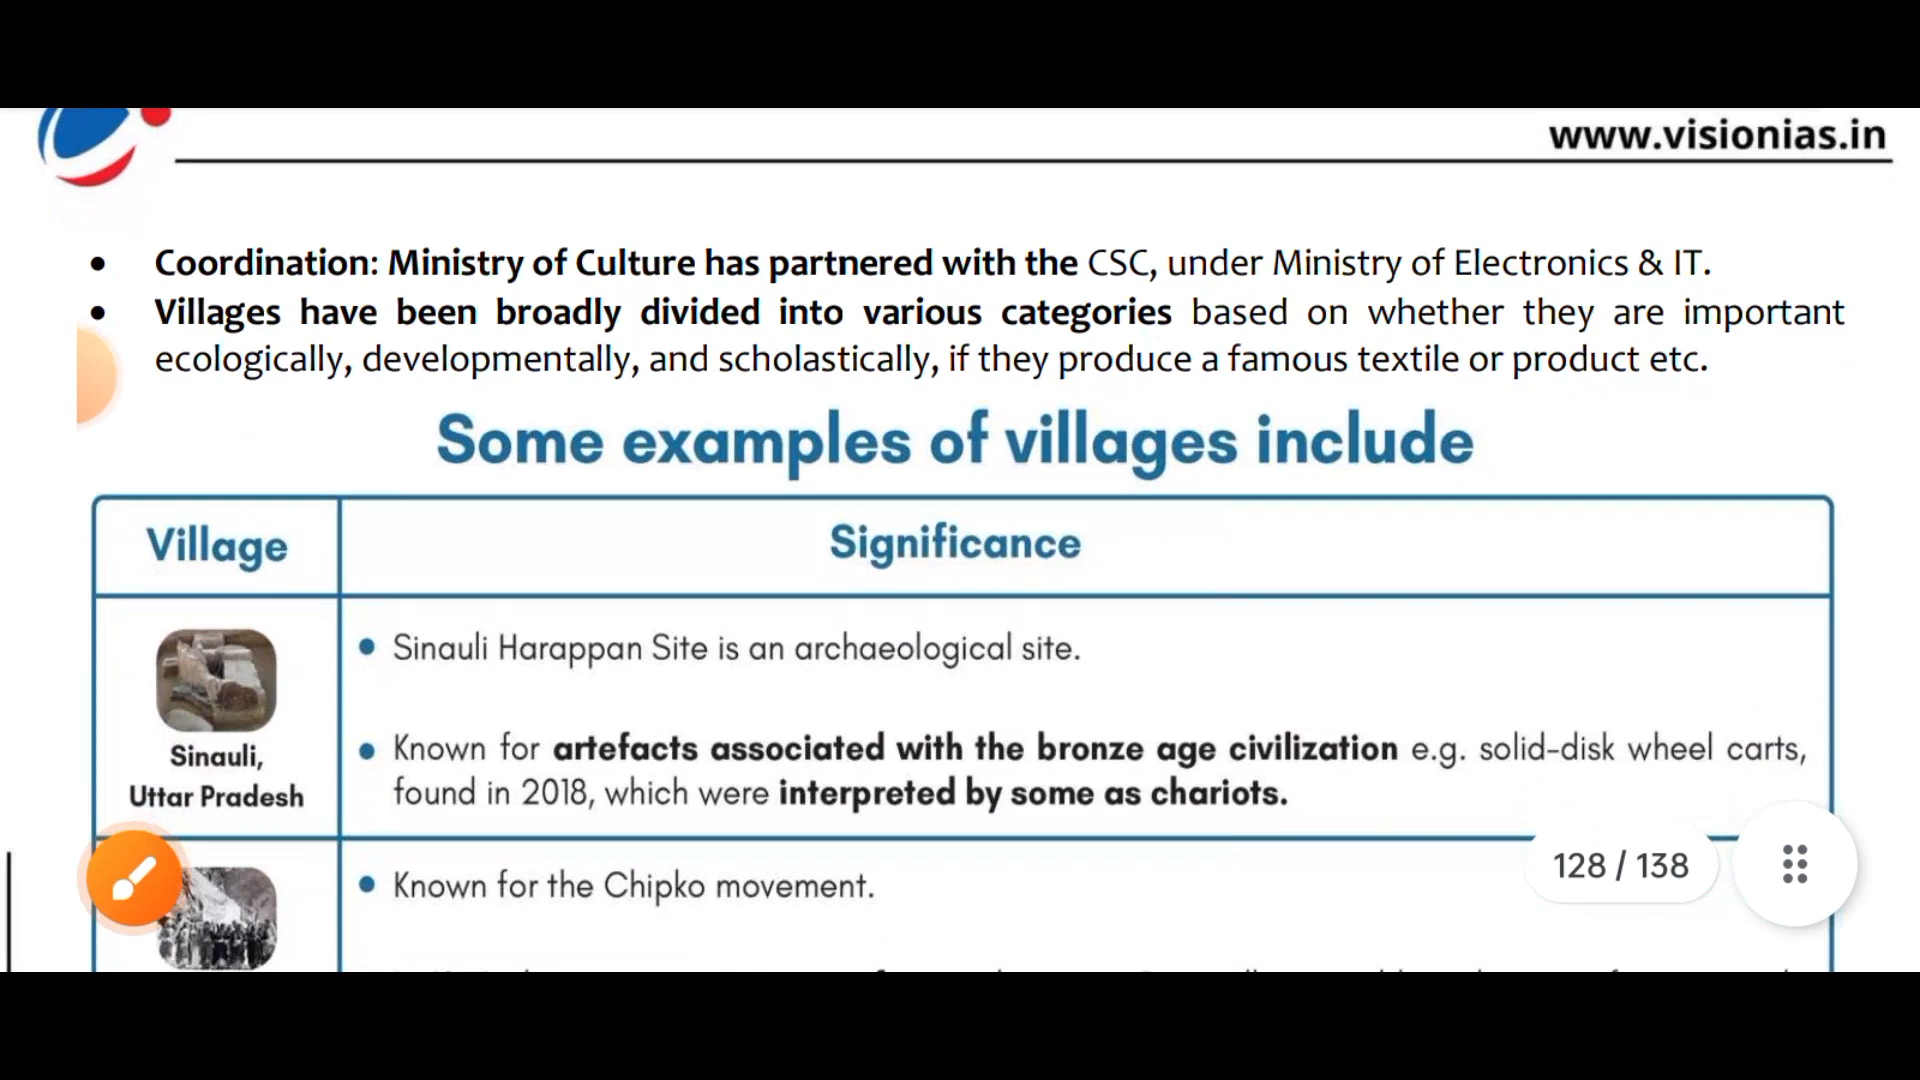 www.visionias.in
• Coordination: Ministry of Culture has partnered with the CSC, under Ministry of Electronics & IT.
• Villages have been broadly divided into various categories based on whether they are important
ecologically, developmentally, and scholastically, if they produce a famous textile or product etc.
Some examples of villages include
Village
Significance
Sinauli,
Uttar Pradesh
• Sinauli Harappan Site is an archaeological site.
• Known for artefacts associated with the bronze age civilization e.g. solid-disk wheel carts,
found in 2018, which were interpreted by some as chariots.
• Known for the Chipko movement.
128 / 138